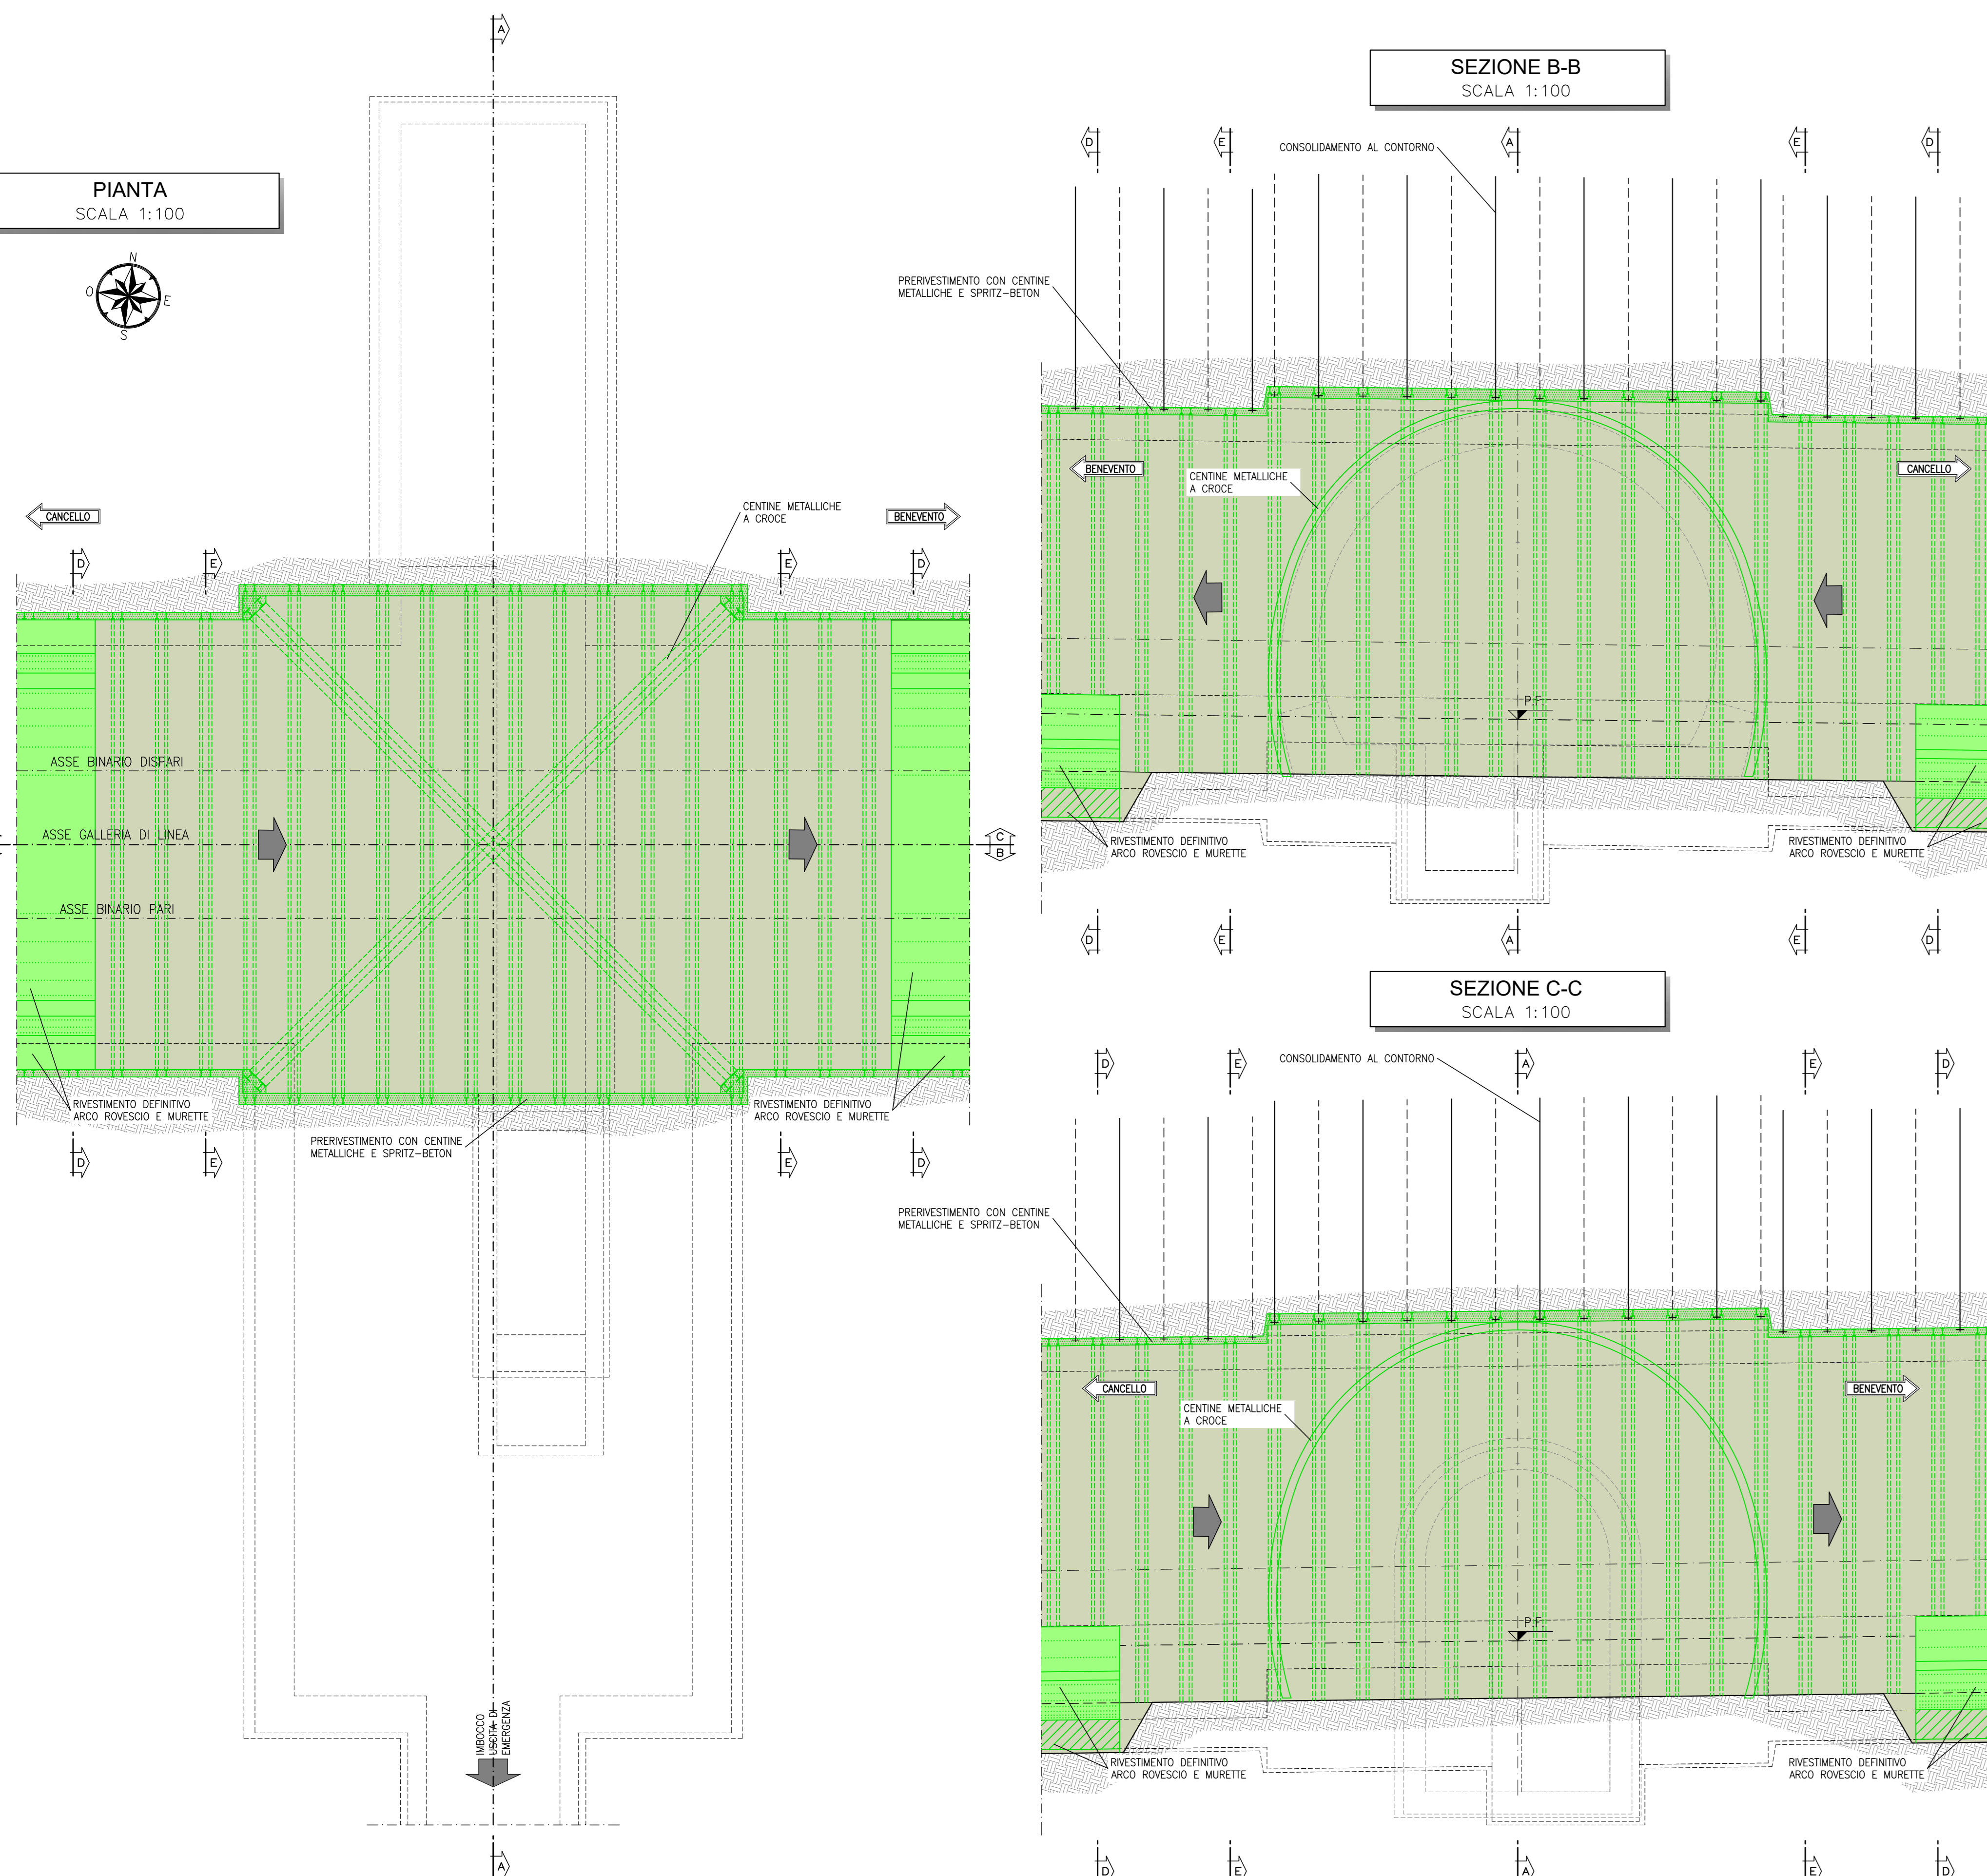 A
PIANTA
SCALA 1:100
N
O
E
S
CANCELLO
BENEVENTO
CENTINE METALLICHE
A CROCE
D
E
E
D
ASSE BINARIO DISPARI
ASSE GALLERIA DI LINEA
ASSE BINARIO PARI
C
B
RIVESTIMENTO DEFINITIVO
ARCO ROVESCIO E MURETTE
RIVESTIMENTO DEFINITIVO
ARCO ROVESCIO E MURETTE
PRERIVESTIMENTO CON CENTINE
METALLICHE E SPRITZ-BETON
D
E
E
D
IMBOCCO
USCITA DI
EMERGENZA
A
SEZIONE B-B
SCALA 1:100
D
E
A
E
D
CONSOLIDAMENTO AL CONTORNO
PRERIVESTIMENTO CON CENTINE
METALLICHE E SPRITZ-BETON
BENEVENTO
CANCELLO
CENTINE METALLICHE
A CROCE
P.F.
RIVESTIMENTO DEFINITIVO
ARCO ROVESCIO E MURETTE
RIVESTIMENTO DEFINITIVO
ARCO ROVESCIO E MURETTE
D
E
A
E
D
SEZIONE C-C
SCALA 1:100
D
E
A
E
D
CONSOLIDAMENTO AL CONTORNO
PRERIVESTIMENTO CON CENTINE
METALLICHE E SPRITZ-BETON
CANCELLO
BENEVENTO
CENTINE METALLICHE
A CROCE
P.F.
RIVESTIMENTO DEFINITIVO
ARCO ROVESCIO E MURETTE
RIVESTIMENTO DEFINITIVO
ARCO ROVESCIO E MURETTE
D
E
A
E
D